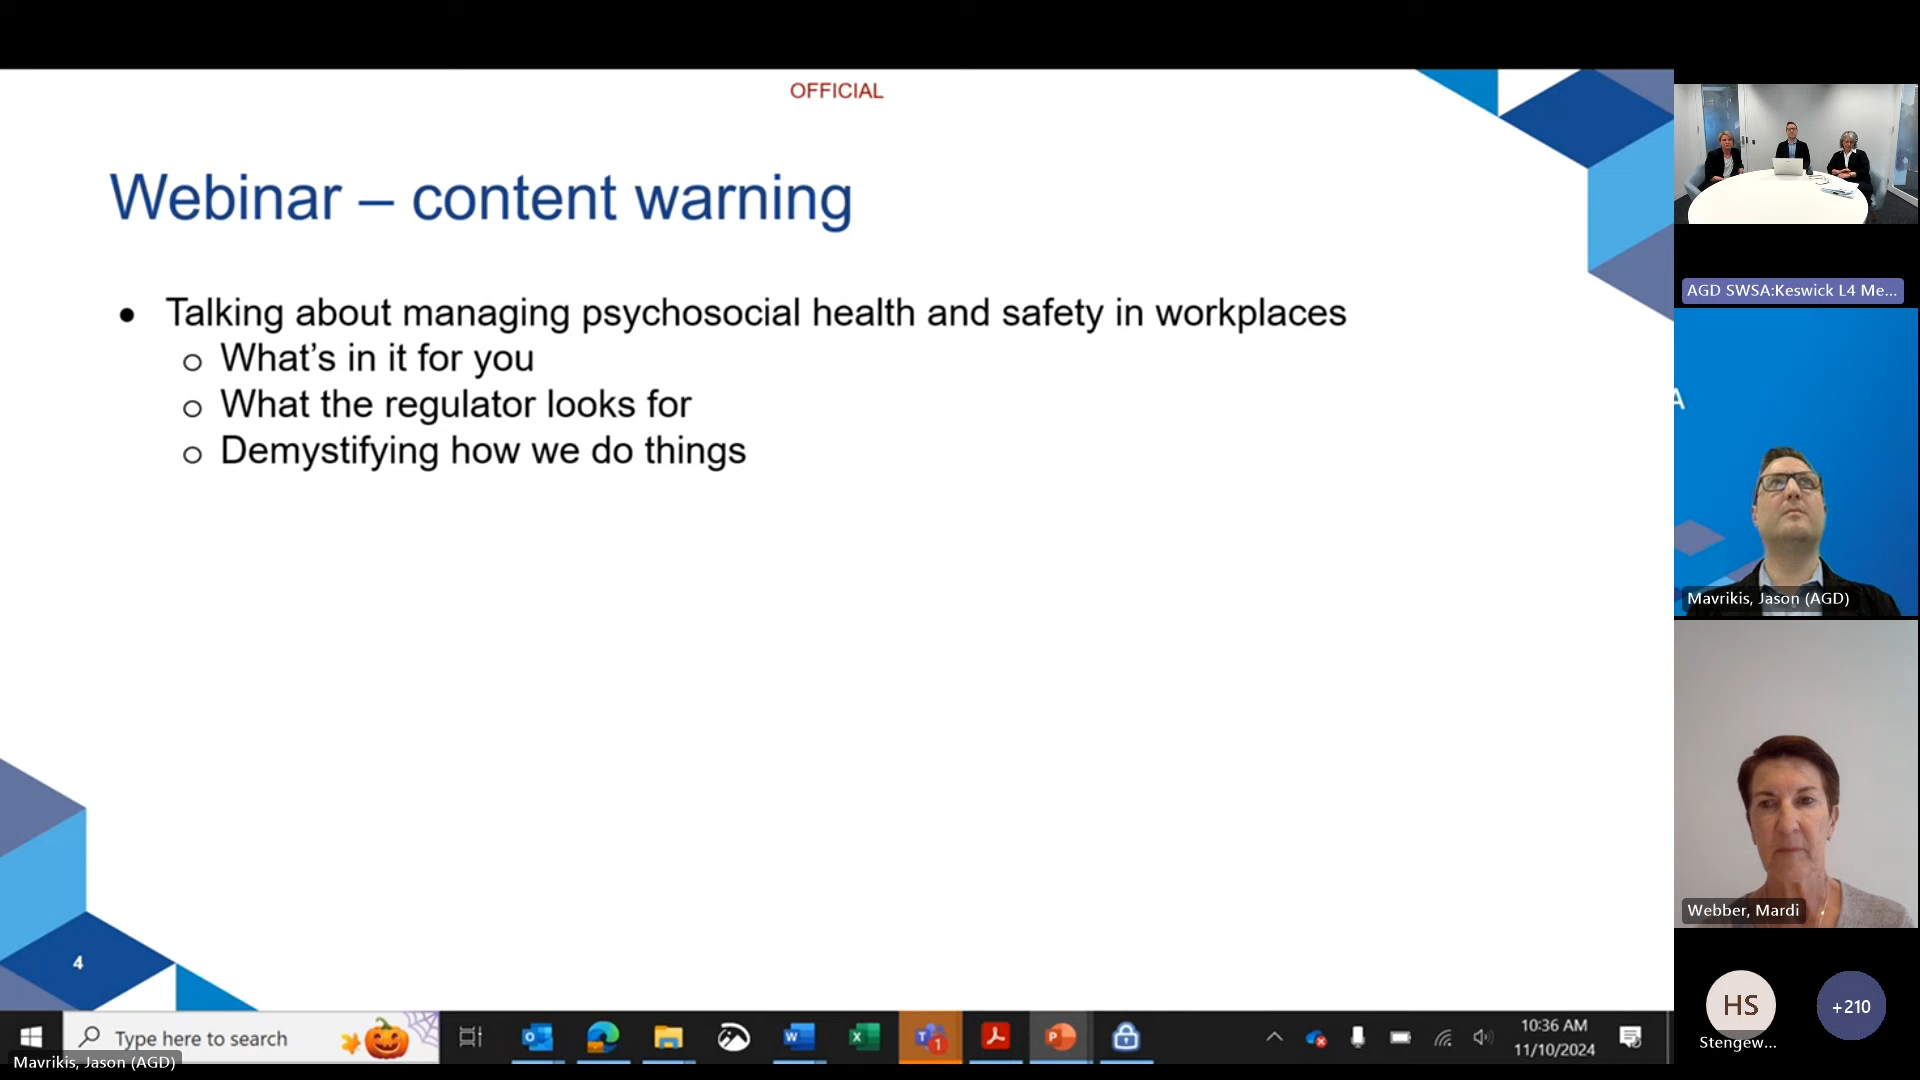 OFFICIAL
Webinar – content warning
● Talking about managing psychosocial health and safety in workplaces
o What’s in it for you
o What the regulator looks for
o Demystifying how we do things
4
AGD SWSA:Keswick L4 Me...
A
Mavrikis, Jason (AGD)
Webber, Mardi
HS
Stengew...
+210
Type here to search
1
10:36 AM
11/10/2024
Mavrikis, Jason (AGD)